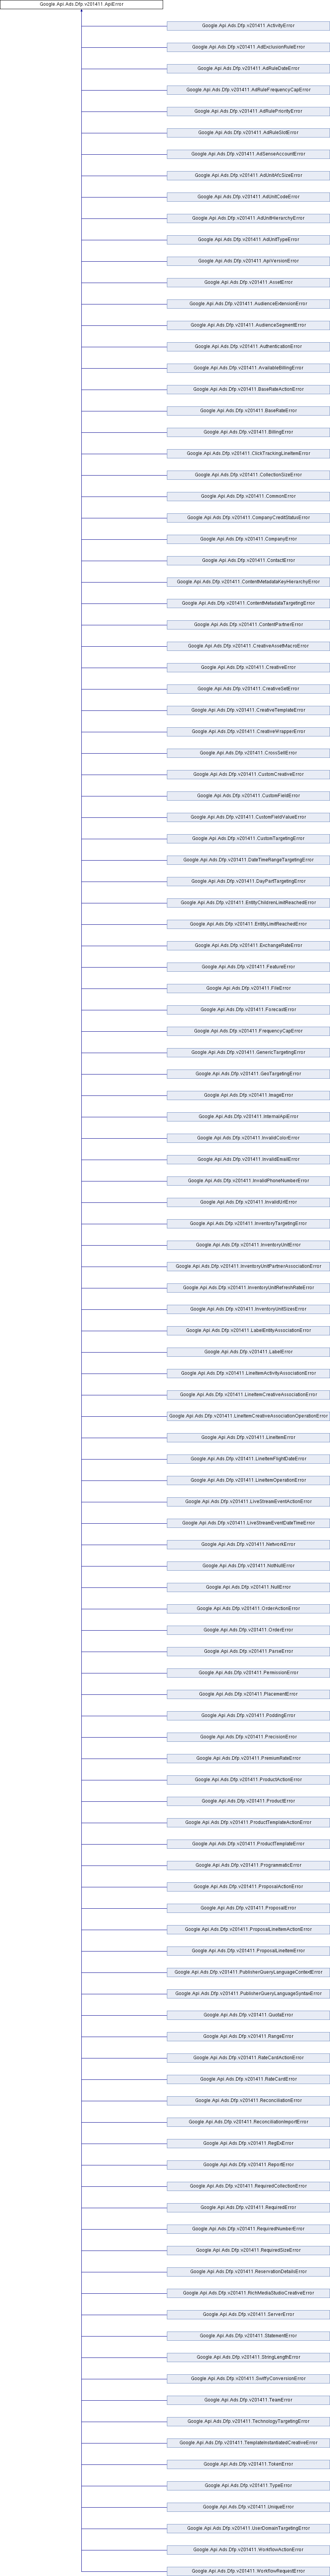 Google.Api.Ads.Dfp.v201411.ApiError
Google.Api.Ads.Dfp.v201411.ActivityError
Google.Api.Ads.Dfp.v201411.AdExclusionRuleError
Google.Api.Ads.Dfp.v201411.AdRuleDateError
Google.Api.Ads.Dfp.v201411.AdRuleFrequencyCapError
Google.Api.Ads.Dfp.v201411.AdRulePriorityError
Google.Api.Ads.Dfp.v201411.AdRuleSlotError
Google.Api.Ads.Dfp.v201411.AdSenseAccountError
Google.Api.Ads.Dfp.v201411.AdUnitAfcSizeError
Google.Api.Ads.Dfp.v201411.AdUnitCodeError
Google.Api.Ads.Dfp.v201411.AdUnitHierarchyError
Google.Api.Ads.Dfp.v201411.AdUnitTypeError
Google.Api.Ads.Dfp.v201411.ApiVersionError
Google.Api.Ads.Dfp.v201411.AssetError
Google.Api.Ads.Dfp.v201411.AudienceExtensionError
Google.Api.Ads.Dfp.v201411.AudienceSegmentError
Google.Api.Ads.Dfp.v201411.AuthenticationError
Google.Api.Ads.Dfp.v201411.AvailableBillingError
Google.Api.Ads.Dfp.v201411.BaseRateActionError
Google.Api.Ads.Dfp.v201411.BaseRateError
Google.Api.Ads.Dfp.v201411.BillingError
Google.Api.Ads.Dfp.v201411.ClickTrackingLineItemError
Google.Api.Ads.Dfp.v201411.CollectionSizeError
Google.Api.Ads.Dfp.v201411.CommonError
Google.Api.Ads.Dfp.v201411.CompanyCreditStatusError
Google.Api.Ads.Dfp.v201411.CompanyError
Google.Api.Ads.Dfp.v201411.ContactError
Google.Api.Ads.Dfp.v201411.ContentMetadataKeyHierarchyError
Google.Api.Ads.Dfp.v201411.ContentMetadataTargetingError
Google.Api.Ads.Dfp.v201411.ContentPartnerError
Google.Api.Ads.Dfp.v201411.CreativeAssetMacroError
Google.Api.Ads.Dfp.v201411.CreativeError
Google.Api.Ads.Dfp.v201411.CreativeSetError
Google.Api.Ads.Dfp.v201411.CreativeTemplateError
Google.Api.Ads.Dfp.v201411.CreativeWrapperError
Google.Api.Ads.Dfp.v201411.CrossSellError
Google.Api.Ads.Dfp.v201411.CustomCreativeError
Google.Api.Ads.Dfp.v201411.CustomFieldError
Google.Api.Ads.Dfp.v201411.CustomFieldValueError
Google.Api.Ads.Dfp.v201411.CustomTargetingError
Google.Api.Ads.Dfp.v201411.DateTimeRangeTargetingError
Google.Api.Ads.Dfp.v201411.DayPartTargetingError
Google.Api.Ads.Dfp.v201411.EntityChildrenLimitReachedError
Google.Api.Ads.Dfp.v201411.EntityLimitReachedError
Google.Api.Ads.Dfp.v201411.ExchangeRateError
Google.Api.Ads.Dfp.v201411.FeatureError
Google.Api.Ads.Dfp.v201411.FileError
Google.Api.Ads.Dfp.v201411.ForecastError
Google.Api.Ads.Dfp.v201411.FrequencyCapError
Google.Api.Ads.Dfp.v201411.GenericTargetingError
Google.Api.Ads.Dfp.v201411.GeoTargetingError
Google.Api.Ads.Dfp.v201411.ImageError
Google.Api.Ads.Dfp.v201411.InternalApiError
Google.Api.Ads.Dfp.v201411.InvalidColorError
Google.Api.Ads.Dfp.v201411.InvalidEmailError
Google.Api.Ads.Dfp.v201411.InvalidPhoneNumberError
Google.Api.Ads.Dfp.v201411.InvalidUrlError
Google.Api.Ads.Dfp.v201411.InventoryTargetingError
Google.Api.Ads.Dfp.v201411.InventoryUnitError
Google.Api.Ads.Dfp.v201411.InventoryUnitPartnerAssociationError
Google.Api.Ads.Dfp.v201411.InventoryUnitRefreshRateError
Google.Api.Ads.Dfp.v201411.InventoryUnitSizesError
Google.Api.Ads.Dfp.v201411.LabelEntityAssociationError
Google.Api.Ads.Dfp.v201411.LabelError
Google.Api.Ads.Dfp.v201411.LineItemActivityAssociationError
Google.Api.Ads.Dfp.v201411.LineItemCreativeAssociationError
Google.Api.Ads.Dfp.v201411.LineItemCreativeAssociationOperationError
Google.Api.Ads.Dfp.v201411.LineItemError
Google.Api.Ads.Dfp.v201411.LineItemFlightDateError
Google.Api.Ads.Dfp.v201411.LineItemOperationError
Google.Api.Ads.Dfp.v201411.LiveStreamEventActionError
Google.Api.Ads.Dfp.v201411.LiveStreamEventDateTimeError
Google.Api.Ads.Dfp.v201411.NetworkError
Google.Api.Ads.Dfp.v201411.NotNullError
Google.Api.Ads.Dfp.v201411.NullError
Google.Api.Ads.Dfp.v201411.OrderActionError
Google.Api.Ads.Dfp.v201411.OrderError
Google.Api.Ads.Dfp.v201411.ParseError
Google.Api.Ads.Dfp.v201411.PermissionError
Google.Api.Ads.Dfp.v201411.PlacementError
Google.Api.Ads.Dfp.v201411.PoddingError
Google.Api.Ads.Dfp.v201411.PrecisionError
Google.Api.Ads.Dfp.v201411.PremiumRateError
Google.Api.Ads.Dfp.v201411.ProductActionError
Google.Api.Ads.Dfp.v201411.ProductError
Google.Api.Ads.Dfp.v201411.ProductTemplateActionError
Google.Api.Ads.Dfp.v201411.ProductTemplateError
Google.Api.Ads.Dfp.v201411.ProgrammaticError
Google.Api.Ads.Dfp.v201411.ProposalActionError
Google.Api.Ads.Dfp.v201411.ProposalError
Google.Api.Ads.Dfp.v201411.ProposalLineItemActionError
Google.Api.Ads.Dfp.v201411.ProposalLineItemError
Google.Api.Ads.Dfp.v201411.PublisherQueryLanguageContextError
Google.Api.Ads.Dfp.v201411.PublisherQueryLanguageSyntaxError
Google.Api.Ads.Dfp.v201411.QuotaError
Google.Api.Ads.Dfp.v201411.RangeError
Google.Api.Ads.Dfp.v201411.RateCardActionError
Google.Api.Ads.Dfp.v201411.RateCardError
Google.Api.Ads.Dfp.v201411.ReconciliationError
Google.Api.Ads.Dfp.v201411.ReconciliationImportError
Google.Api.Ads.Dfp.v201411.RegExError
Google.Api.Ads.Dfp.v201411.ReportError
Google.Api.Ads.Dfp.v201411.RequiredCollectionError
Google.Api.Ads.Dfp.v201411.RequiredError
Google.Api.Ads.Dfp.v201411.RequiredNumberError
Google.Api.Ads.Dfp.v201411.RequiredSizeError
Google.Api.Ads.Dfp.v201411.ReservationDetailsError
Google.Api.Ads.Dfp.v201411.RichMediaStudioCreativeError
Google.Api.Ads.Dfp.v201411.ServerError
Google.Api.Ads.Dfp.v201411.StatementError
Google.Api.Ads.Dfp.v201411.StringLengthError
Google.Api.Ads.Dfp.v201411.SwiffyConversionError
Google.Api.Ads.Dfp.v201411.TeamError
Google.Api.Ads.Dfp.v201411.TechnologyTargetingError
Google.Api.Ads.Dfp.v201411.TemplateInstantiatedCreativeError
Google.Api.Ads.Dfp.v201411.TokenError
Google.Api.Ads.Dfp.v201411.TypeError
Google.Api.Ads.Dfp.v201411.UniqueError
Google.Api.Ads.Dfp.v201411.UserDomainTargetingError
Google.Api.Ads.Dfp.v201411.WorkflowActionError
Google.Api.Ads.Dfp.v201411.WorkflowRequestError